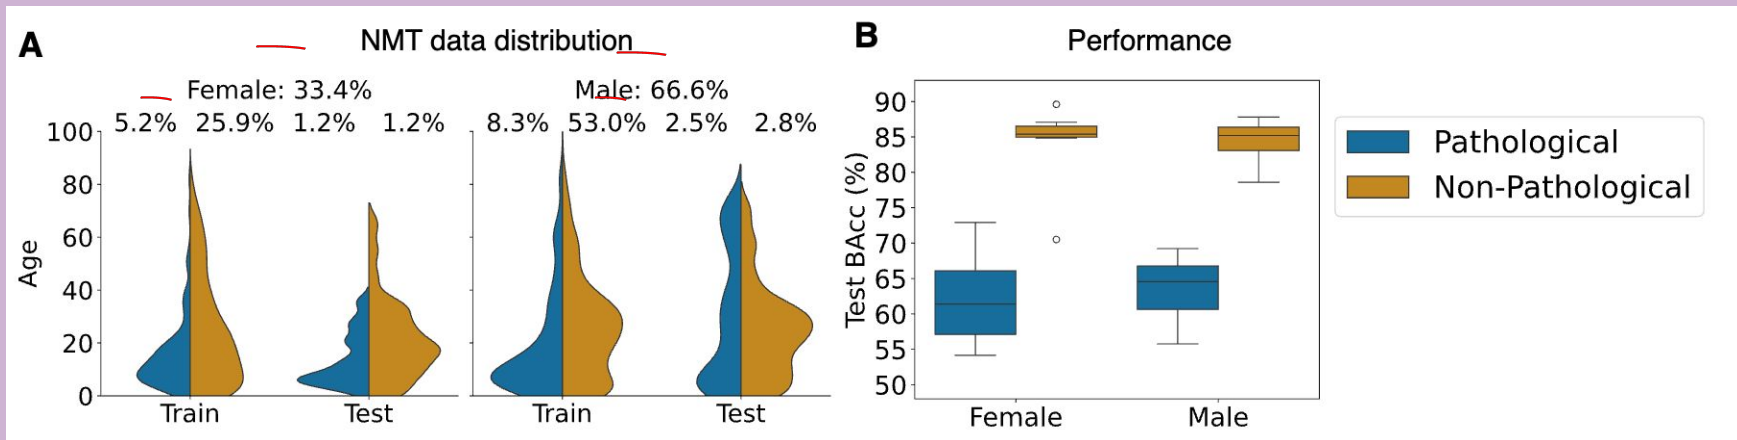 A
NMT data distribution
Female: 33.4%
Male: 66.6%
5.2% 25.9% 1.2% 1.2%
8.3% 53.0% 2.5% 2.8%
Age
100
80
60
40
20
0
Train
Test
Train
Test
B
Performance
Test BAcc (%)
90
85
80
75
70
65
60
55
50
Female
Male
Pathological
Non-Pathological